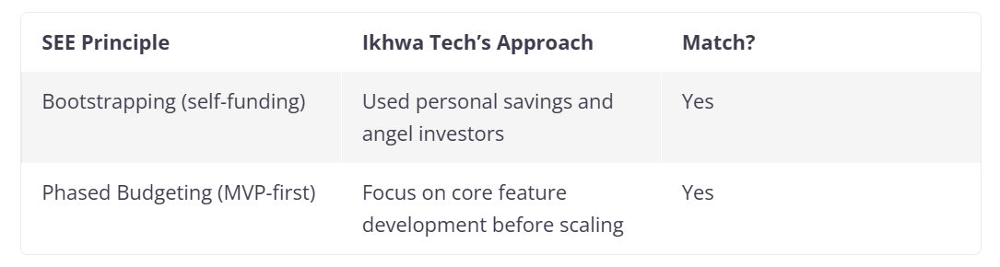 SEE Principle Ikhwa Tech’s Approach Match?
Bootstrapping (self-funding) Used personal savings and Yes
angel investors
Phased Budgeting (MVP-first) Focus on core feature Yes
development before scaling